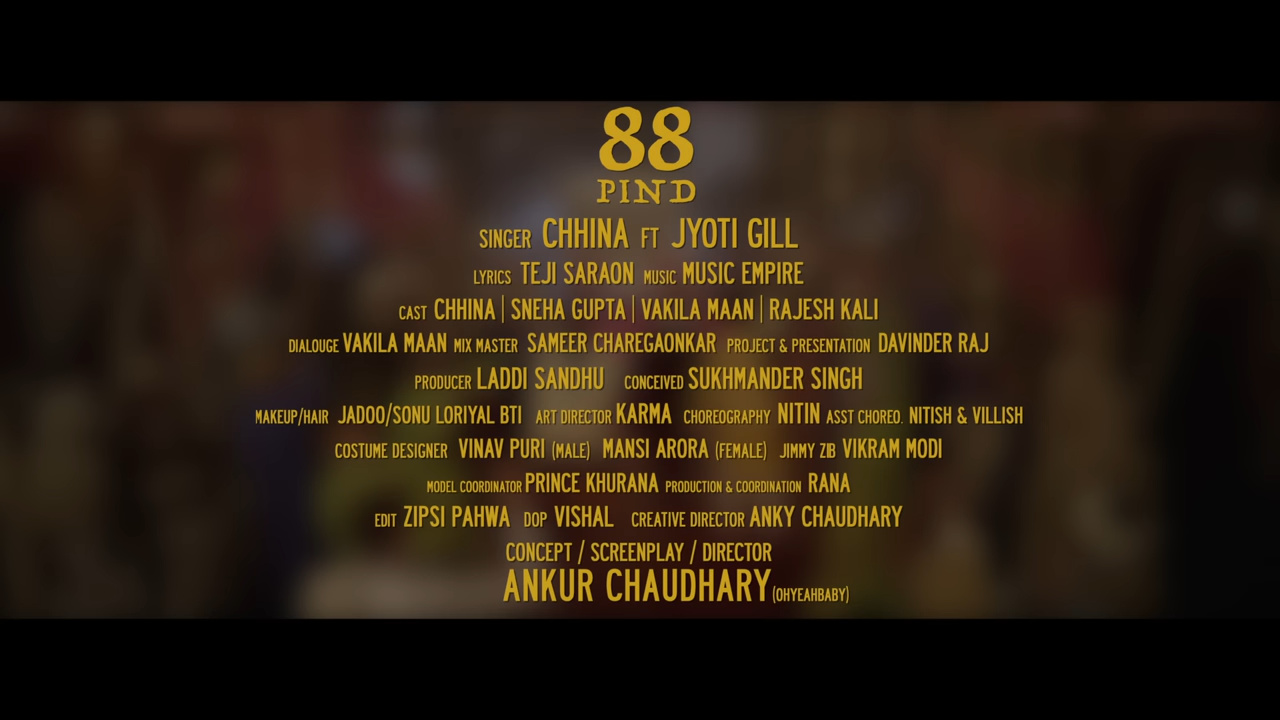 88
PIND
SINGER CHHINA FT JYOTI GILL
LYRICS TEJI SARAON MUSIC MUSIC EMPIRE
CAST CHHINA | SNEHA GUPTA | VAKILA MAAN | RAJESH KALI
DIALOUGE VAKILA MAAN MIX MASTER SAMEER CHAREGAONKAR PROJECT & PRESENTATION DAVINDER RAJ
PRODUCER LADDI SANDHU CONCEIVED SUKHMANDER SINGH
MAKEUP/HAIR JADOO/SONU LORIYAL BTI ART DIRECTOR KARMA CHOREOGRAPHY NITIN ASST CHOREO. NITISH & VILLISH
COSTUME DESIGNER VINAV PURI (MALE) MANSI ARORA (FEMALE) JIMMY ZIB VIKRAM MODI
MODEL COORDINATOR PRINCE KHURANA PRODUCTION & COORDINATION RANA
EDIT ZIPSI PAHWA DOP VISHAL CREATIVE DIRECTOR ANKY CHAUDHARY
CONCEPT / SCREENPLAY / DIRECTOR
ANKUR CHAUDHARY (OHYEAHBABY)